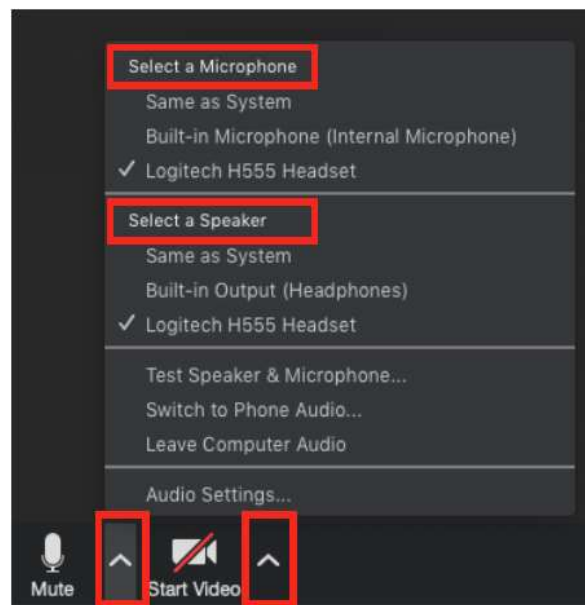 Select a Microphone
Same as System
Built-in Microphone (Internal Microphone)
✓ Logitech H555 Headset
Select a Speaker
Same as System
Built-in Output (Headphones)
✓ Logitech H555 Headset
Test Speaker & Microphone...
Switch to Phone Audio...
Leave Computer Audio
Audio Settings...
Mute Start Video